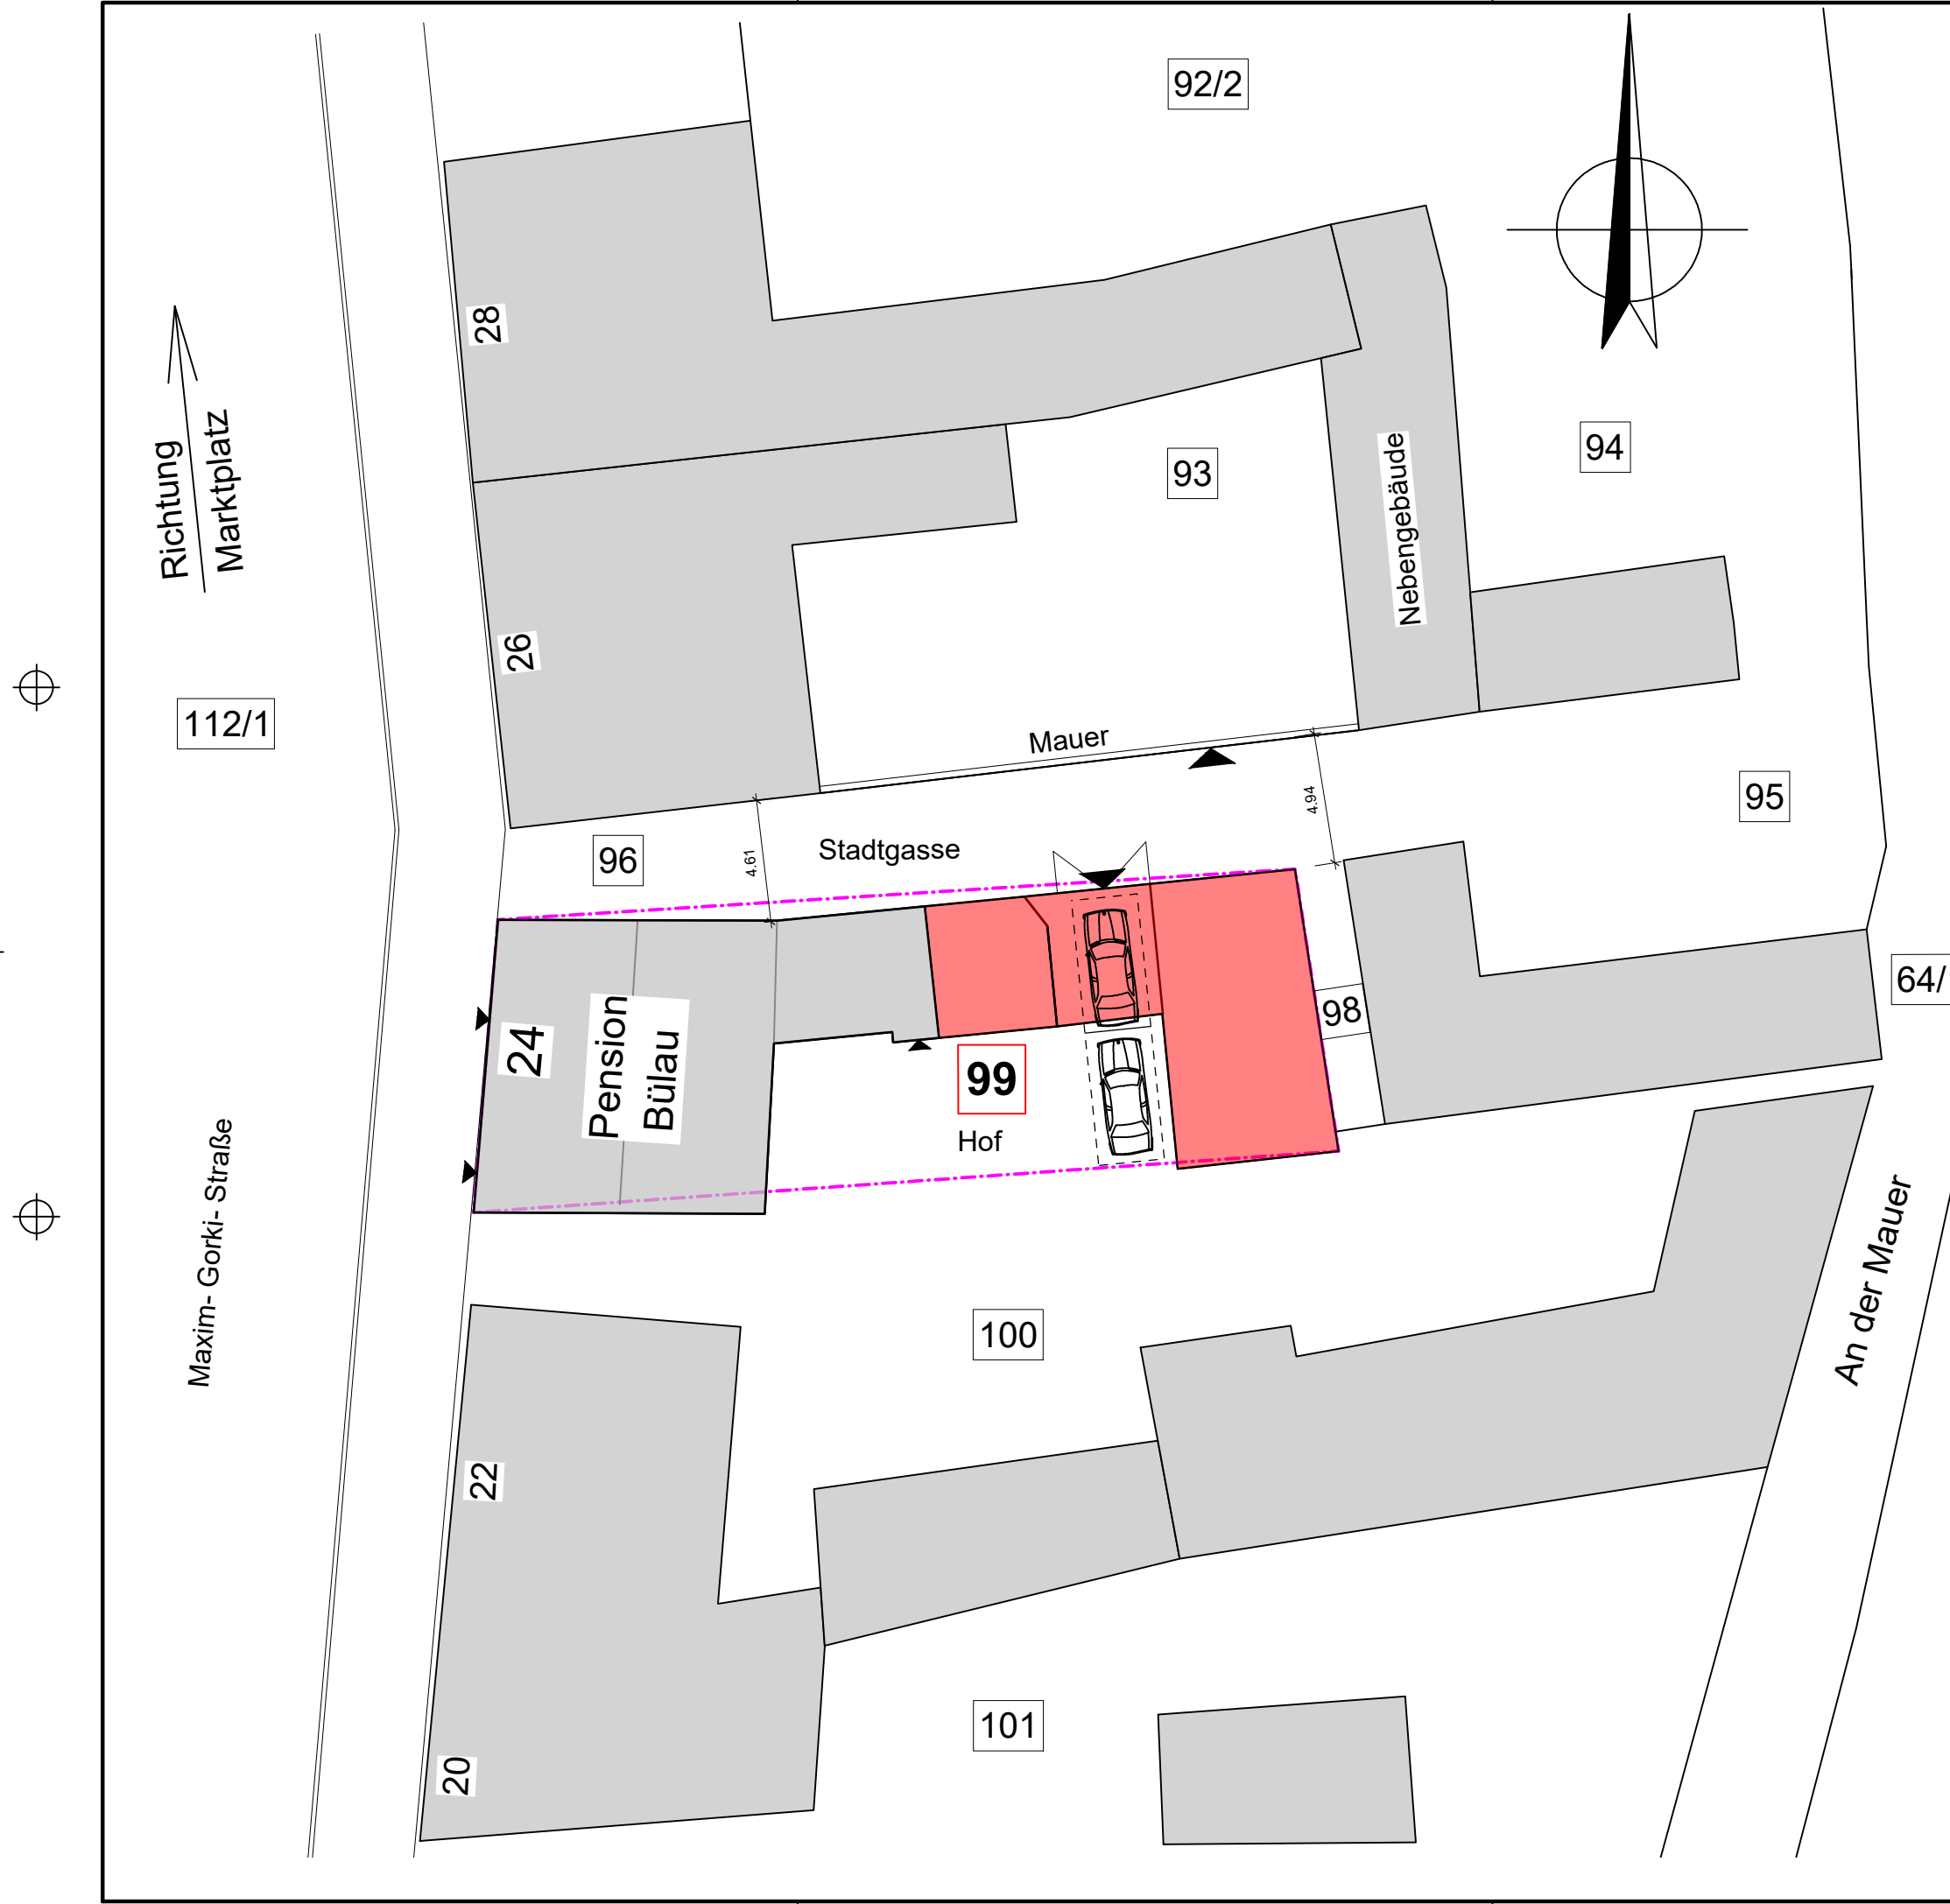 92/2
28
Richtung
Marktplatz
93
94
Nebengebäude
26
112/1
Mauer
95
4.94
96
Stadtgasse
4.61
64/
98
24
Pension
Bülau
99
Hof
Maxim- Gorki- Straße
An der Mauer
100
22
101
20